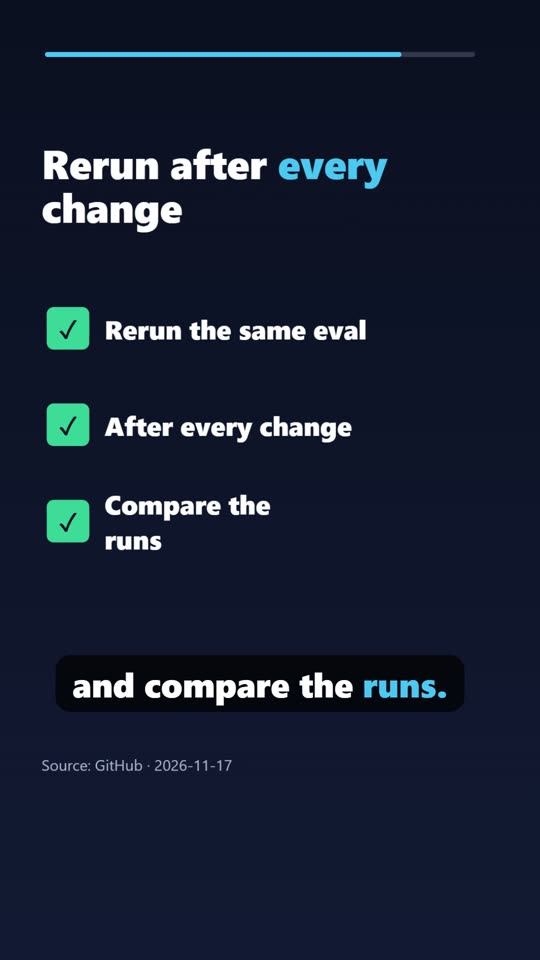 Rerun after every
change
✓ Rerun the same eval
✓ After every change
✓ Compare the
runs
and compare the runs.
Source: GitHub · 2026-11-17